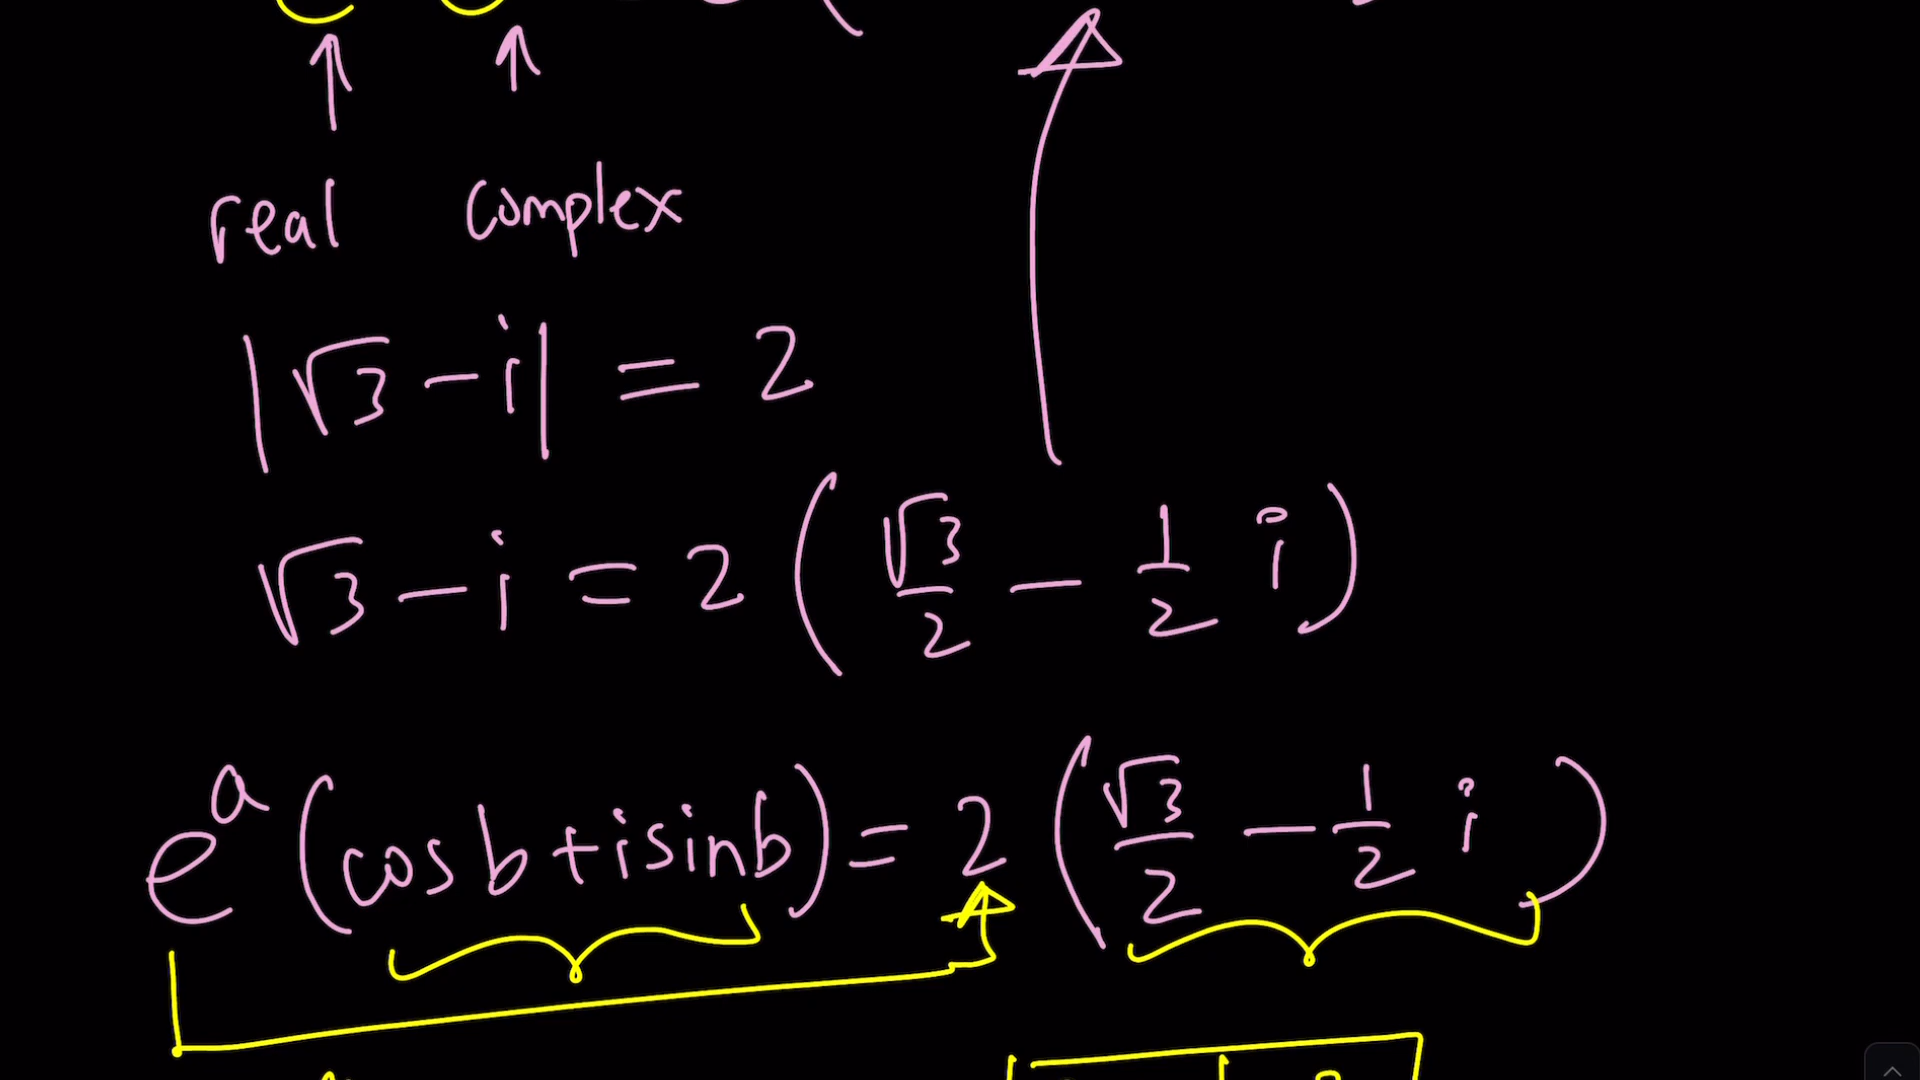 real complex
|√3 − i| = 2
√3 − i = 2 ( √3/2 − 1/2 i )
e^a (cos b + i sin b) = 2 ( √3/2 − 1/2 i )